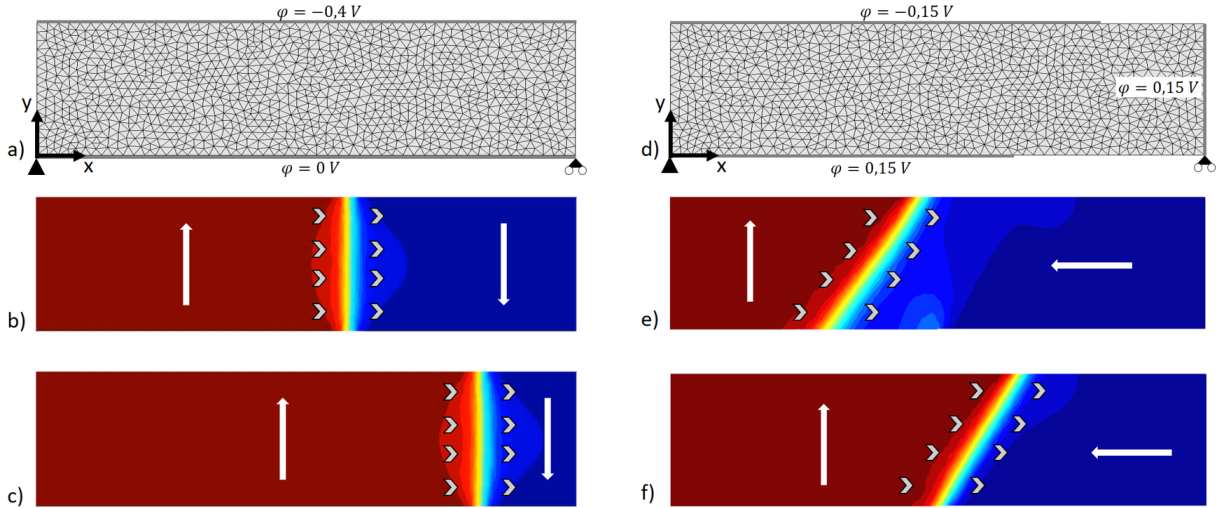 φ = −0,4 V
y
a)
x
φ = 0 V
b)
c)
φ = −0,15 V
φ = 0,15 V
y
d)
x
φ = 0,15 V
e)
f)